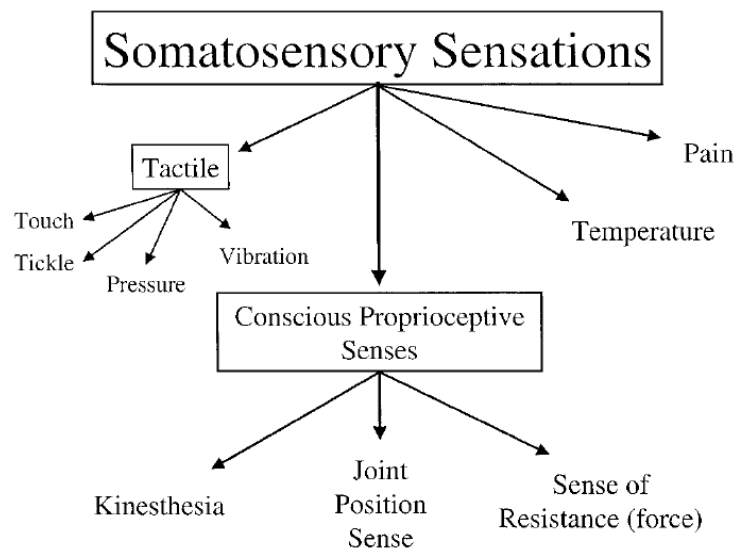 Somatosensory Sensations
Pain
Tactile
Temperature
Touch
Tickle
Pressure
Vibration
Conscious Proprioceptive
Senses
Kinesthesia
Joint
Position
Sense
Sense of
Resistance (force)